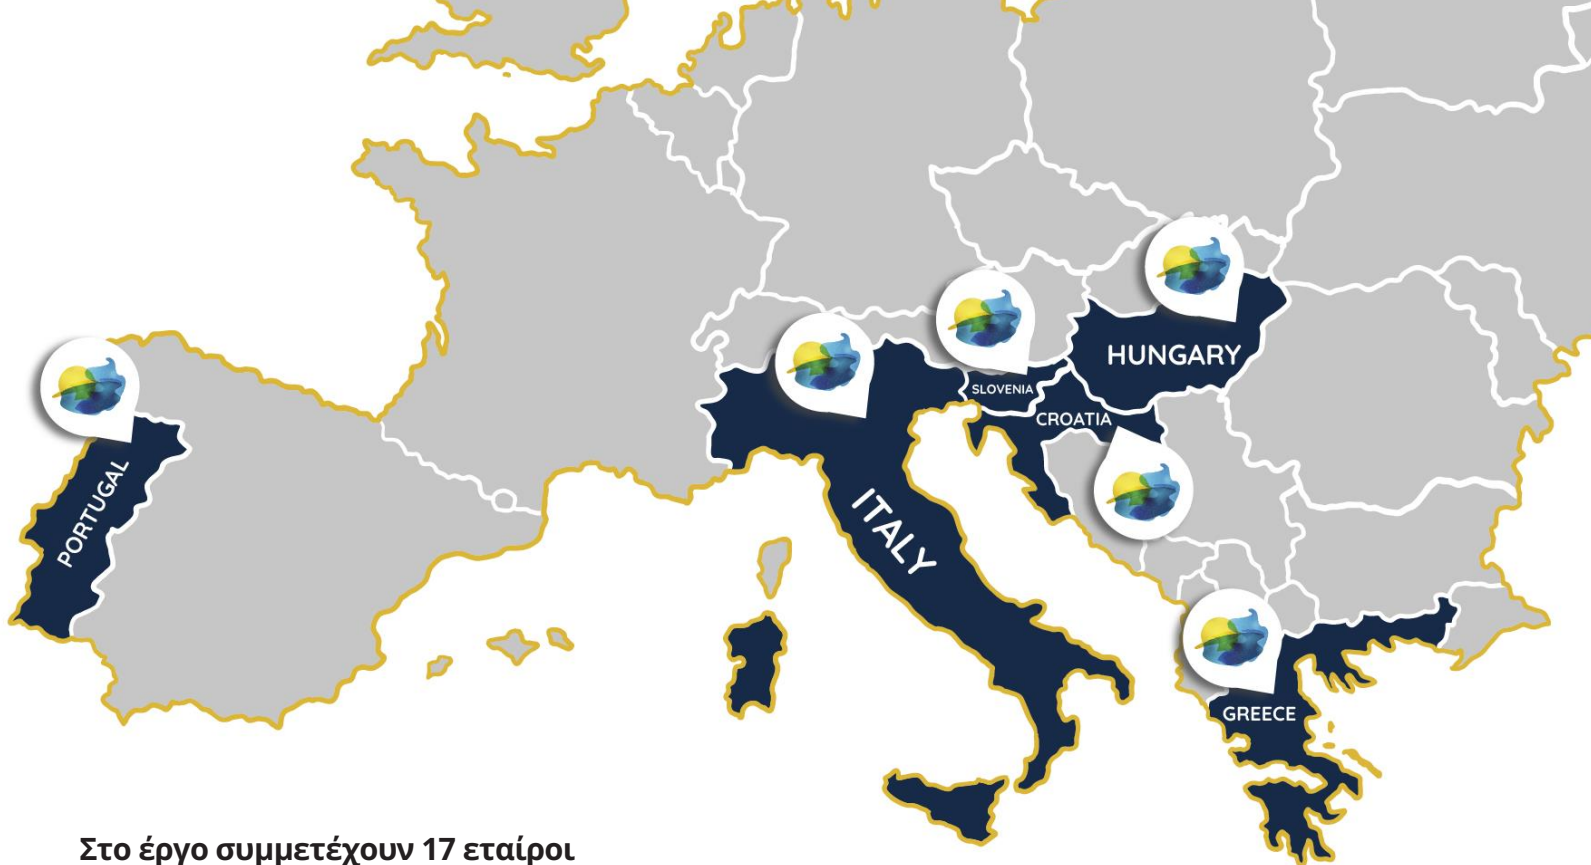 HUNGARY
SLOVENIA
CROATIA
PORTUGAL
ITALY
GREECE
Στο έργο συμμετέχουν 17 εταίροι